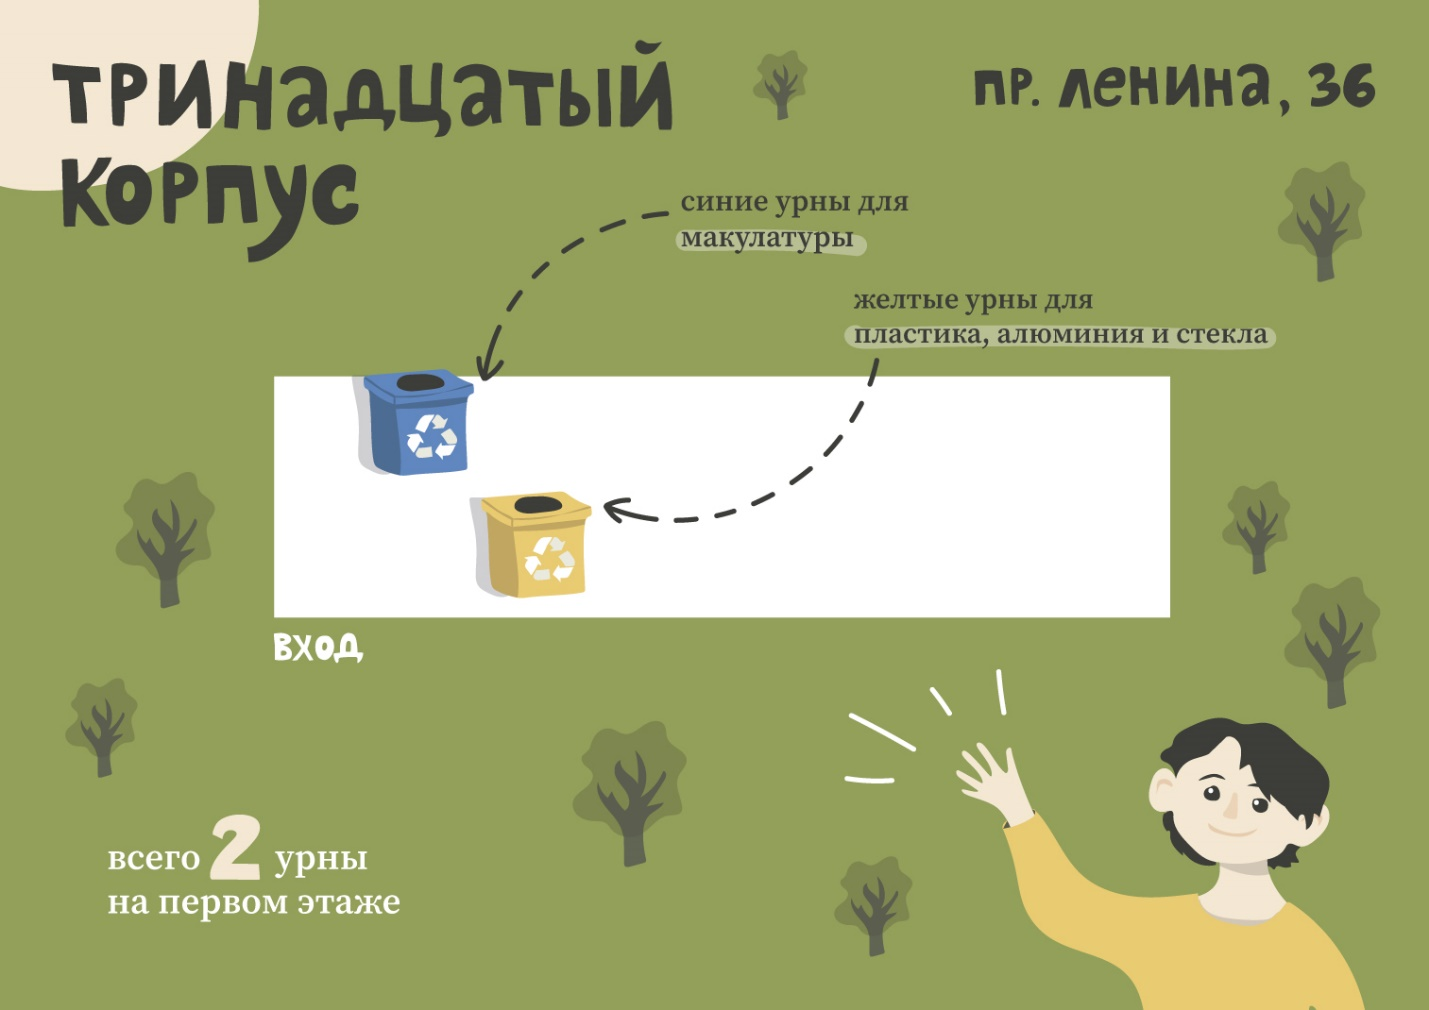 тринадцатый
корпус
пр. Ленина, 36
синие урны для
макулатуры
желтые урны для
пластика, алюминия и стекла
вход
всего 2 урны
на первом этаже